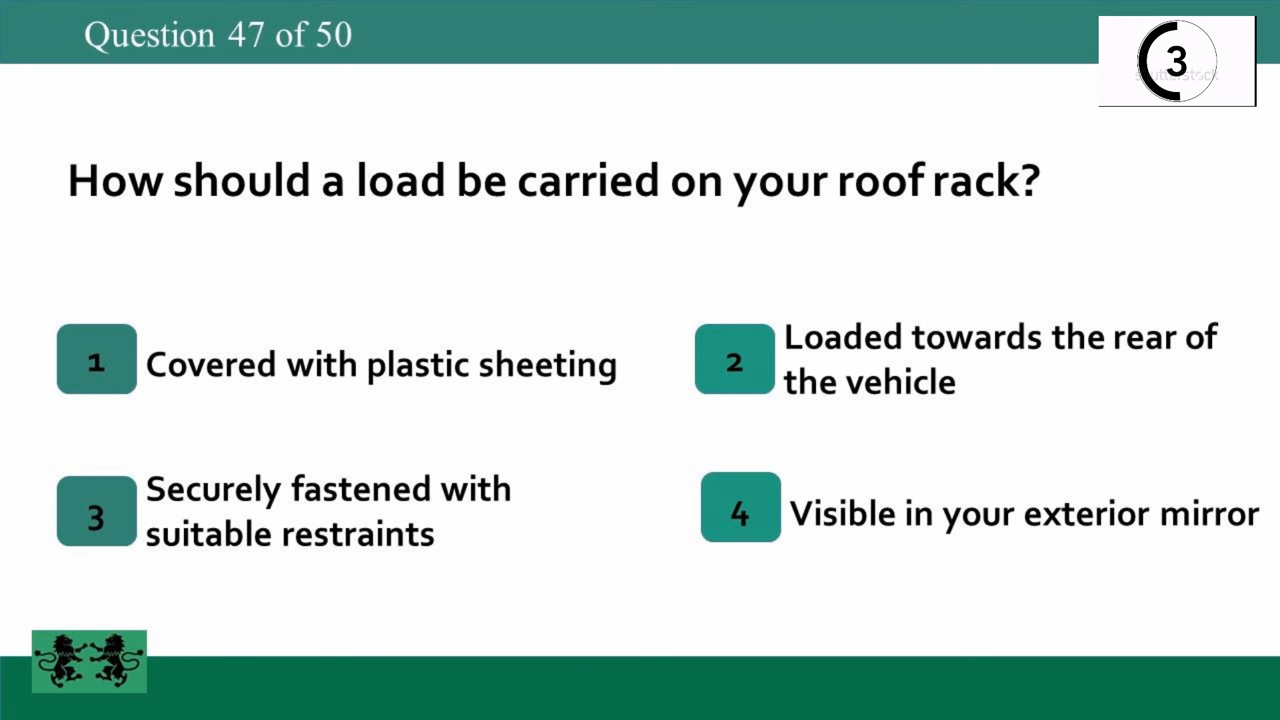 Question 47 of 50
3
shutterstock
How should a load be carried on your roof rack?
1
Covered with plastic sheeting
2
Loaded towards the rear of
the vehicle
3
Securely fastened with
suitable restraints
4
Visible in your exterior mirror